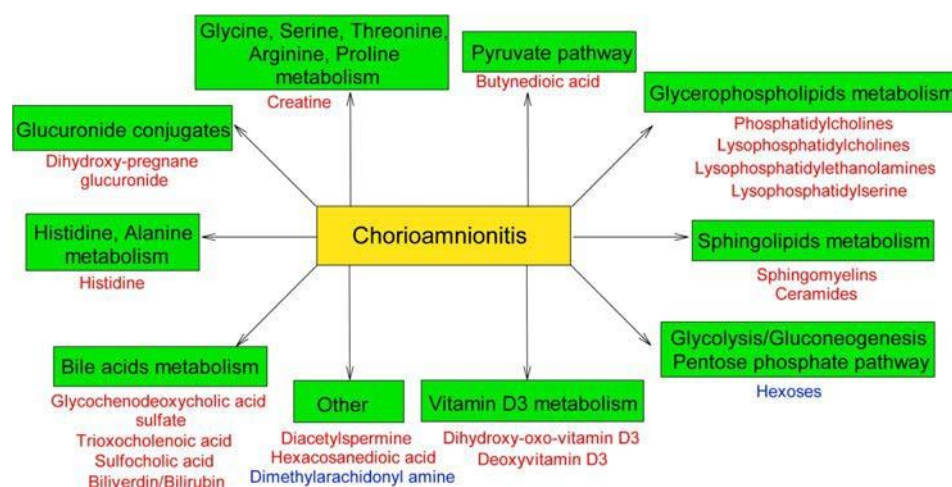 Glycine, Serine, Threonine,
Arginine, Proline
metabolism
Creatine
Pyruvate pathway
Butynedioic acid
Glycerophospholipids metabolism
Phosphatidylcholines
Lysophosphatidylcholines
Lysophosphatidylethanolamines
Lysophosphatidylserine
Glucuronide conjugates
Dihydroxy-pregnane
glucuronide
Chorioamnionitis
Histidine, Alanine
metabolism
Histidine
Sphingolipids metabolism
Sphingomyelins
Ceramides
Bile acids metabolism
Glycochenodeoxycholic acid
sulfate
Trioxocholenoic acid
Sulfocholic acid
Biliverdin/Bilirubin
Other
Diacetylspermine
Hexacosanedioic acid
Dimethylarachidonyl amine
Vitamin D3 metabolism
Dihydroxy-oxo-vitamin D3
Deoxyvitamin D3
Glycolysis/Gluconeogenesis
Pentose phosphate pathway
Hexoses